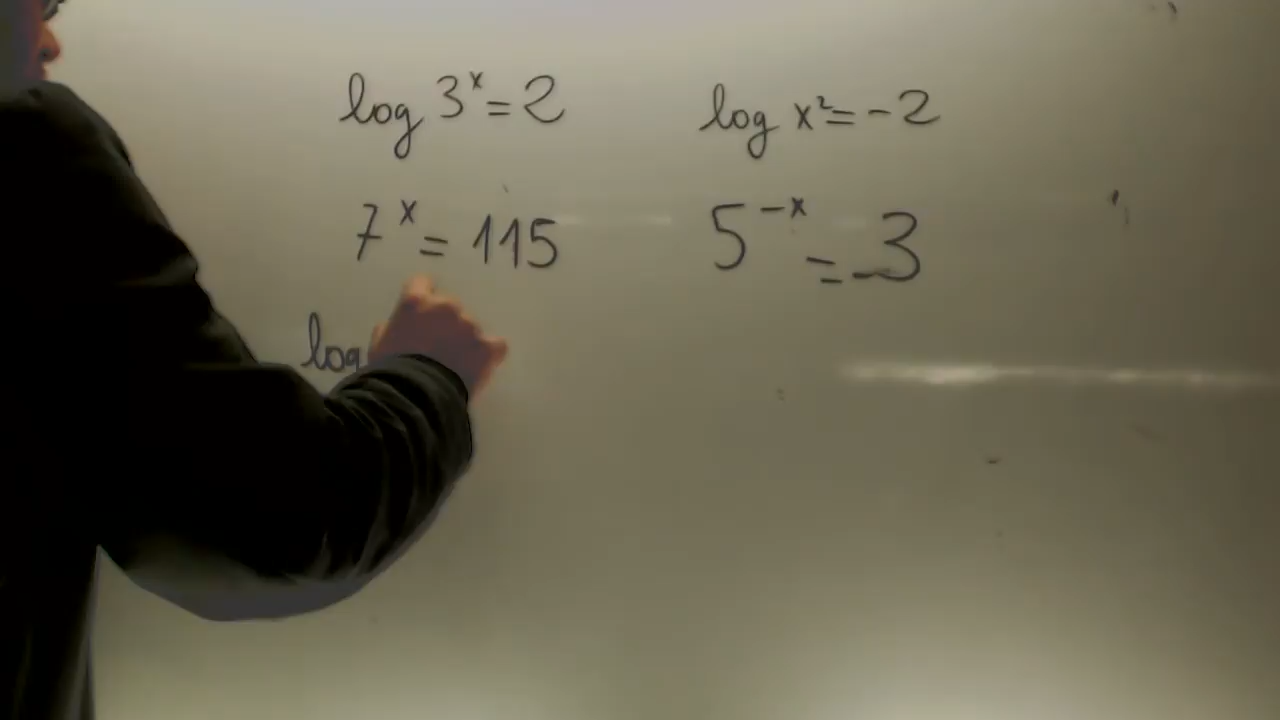 log 3ˣ = 2 log x² = -2
7ˣ = 115 5⁻ˣ = -3
log